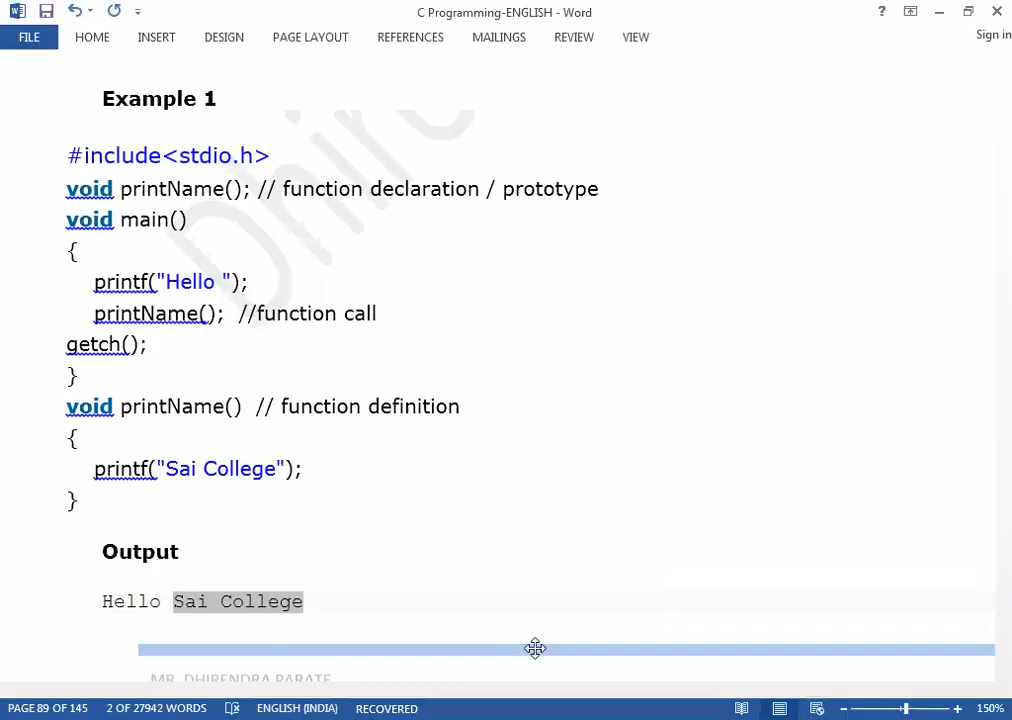 C Programming-ENGLISH - Word
?
FILE HOME INSERT DESIGN PAGE LAYOUT REFERENCES MAILINGS REVIEW VIEW Sign in
Example 1
#include<stdio.h>
void printName(); // function declaration / prototype
void main()
{
printf("Hello ");
printName(); //function call
getch();
}
void printName() // function definition
{
printf("Sai College");
}
Output
Hello Sai College
MR. DHIRENDRA PARATE
PAGE 89 OF 145 2 OF 27942 WORDS ENGLISH (INDIA) RECOVERED 150%
Dhire